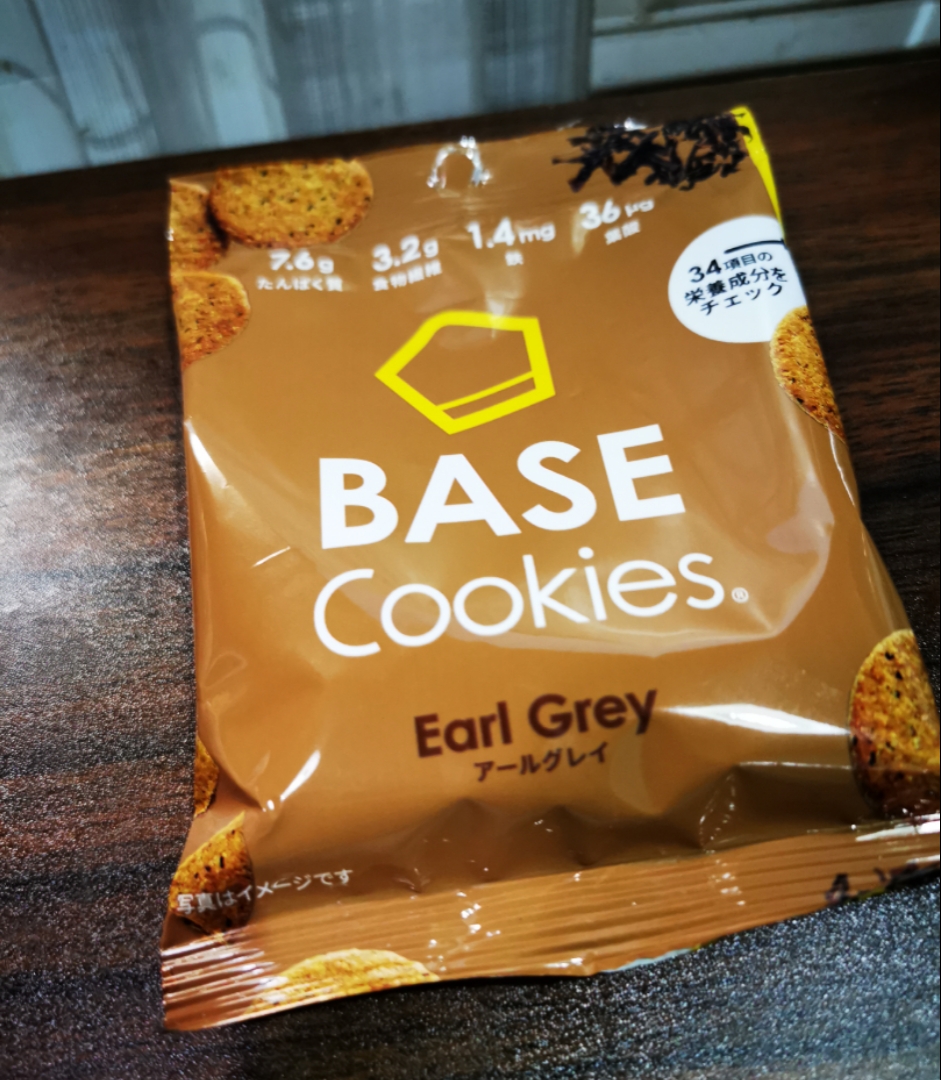 7.6g 3.2g 1.4mg 36μg
たんぱく質 食物繊維 鉄 葉酸
34項目の
栄養成分を
チェック
BASE
Cookies®
Earl Grey
アールグレイ
写真はイメージです